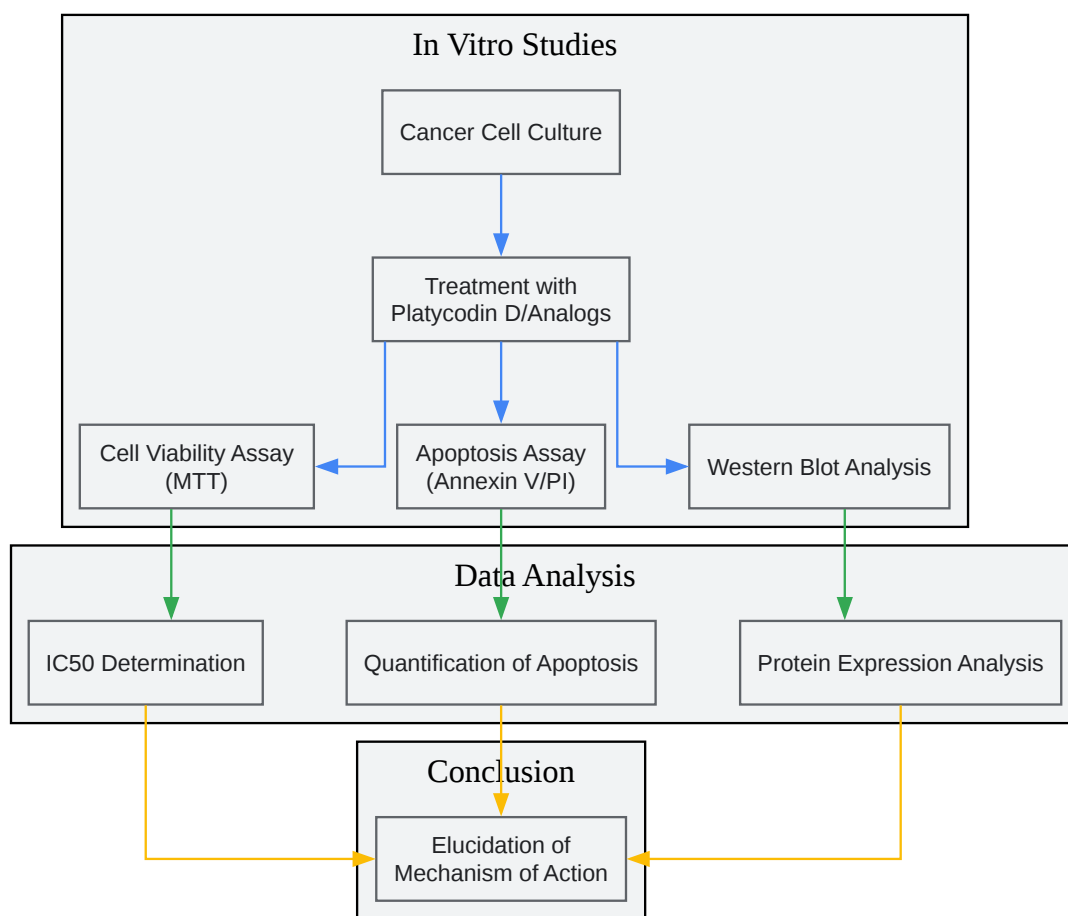 In Vitro Studies
Cancer Cell Culture
Treatment with
Platycodin D/Analogs
Cell Viability Assay
(MTT)
Apoptosis Assay
(Annexin V/PI)
Western Blot Analysis
Data Analysis
IC50 Determination
Quantification of Apoptosis
Protein Expression Analysis
Conclusion
Elucidation of
Mechanism of Action